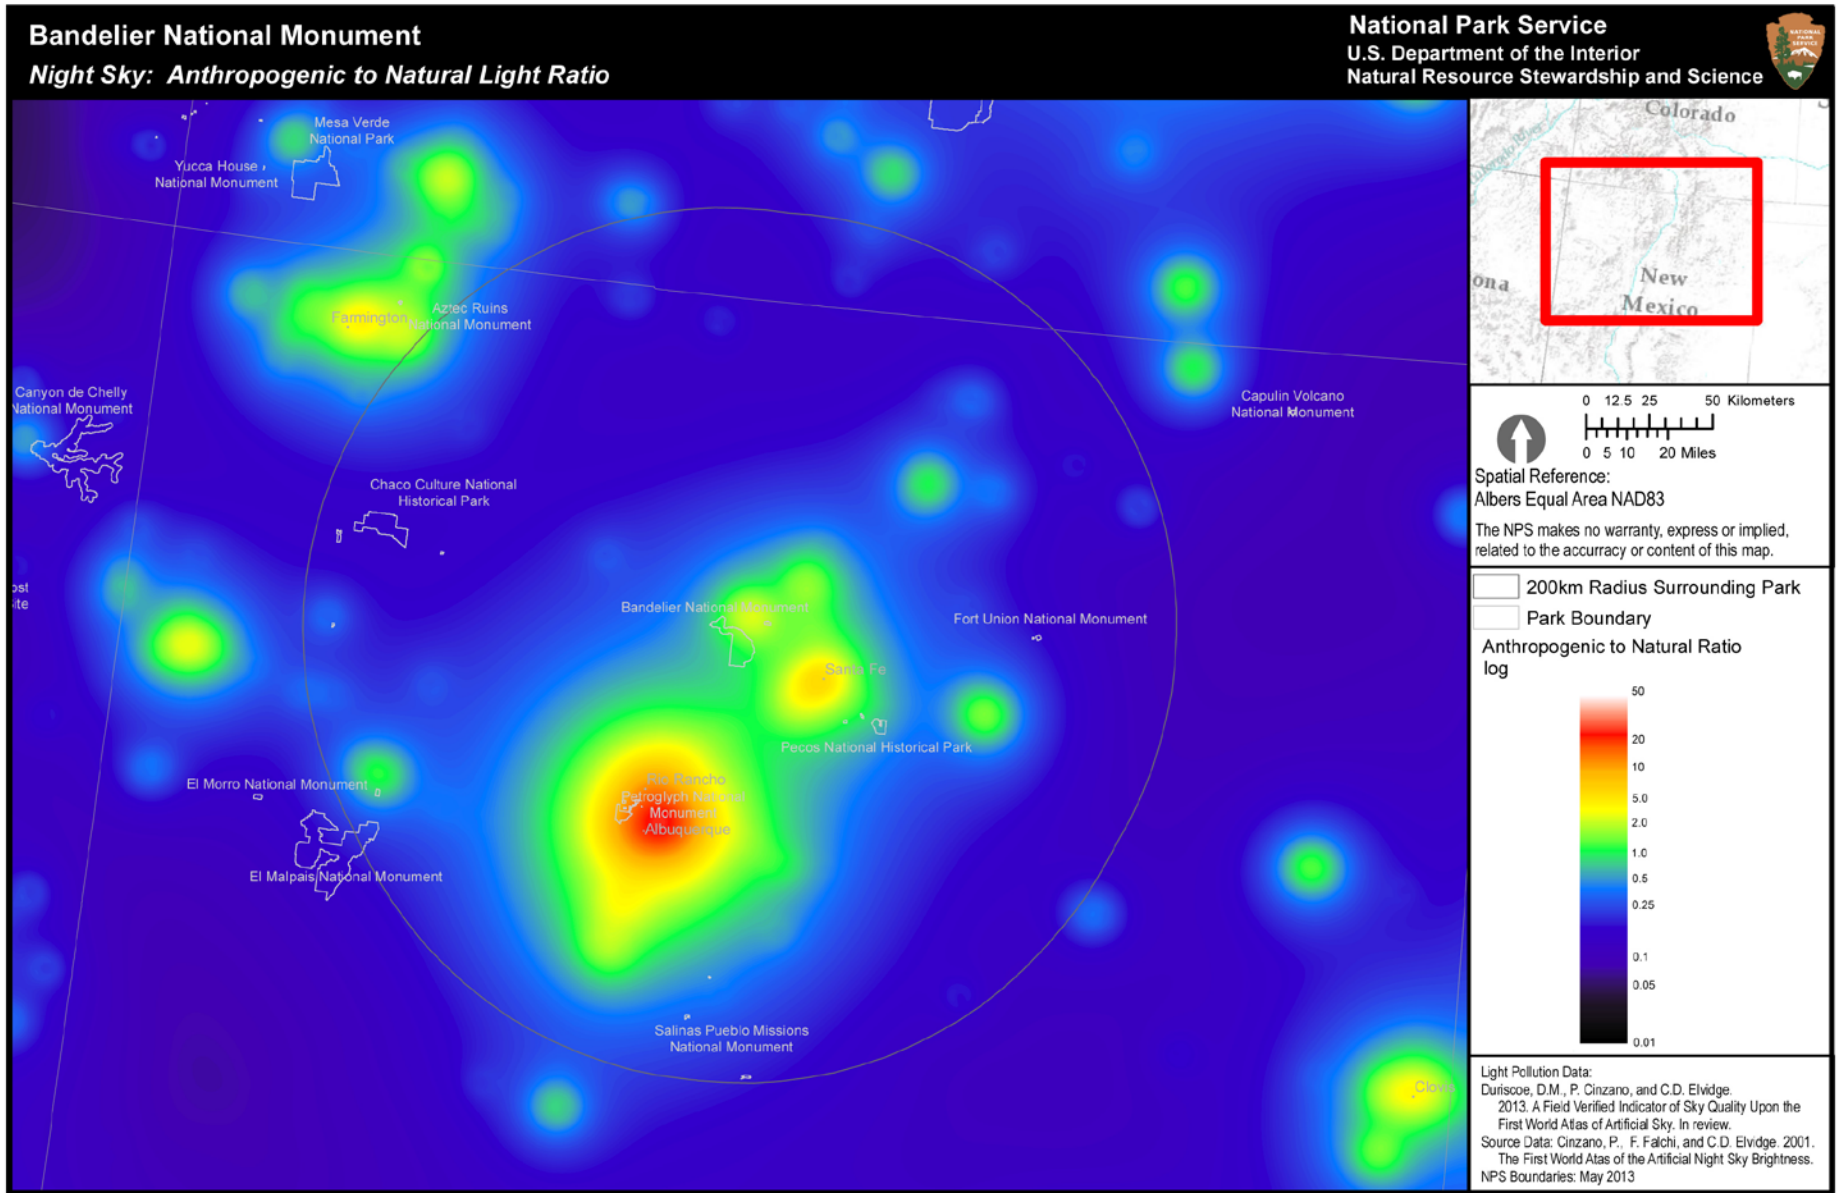 Bandelier National Monument
Night Sky: Anthropogenic to Natural Light Ratio
National Park Service
U.S. Department of the Interior
Natural Resource Stewardship and Science
NATIONAL
PARK
SERVICE
Mesa Verde
National Park
Yucca House
National Monument
Aztec Ruins
National Monument
Farmington
Canyon de Chelly
National Monument
Capulin Volcano
National Monument
Chaco Culture National
Historical Park
ost
ite
Bandelier National Monument
Fort Union National Monument
Santa Fe
Pecos National Historical Park
El Morro National Monument
Rio Rancho
Petroglyph National
Monument
Albuquerque
El Malpais National Monument
Salinas Pueblo Missions
National Monument
Clovis
Colorado
ona
New
Mexico
0 12.5 25 50 Kilometers
0 5 10 20 Miles
Spatial Reference:
Albers Equal Area NAD83
The NPS makes no warranty, express or implied,
related to the accurracy or content of this map.
200km Radius Surrounding Park
Park Boundary
Anthropogenic to Natural Ratio
log
50
20
10
5.0
2.0
1.0
0.5
0.25
0.1
0.05
0.01
Light Pollution Data:
Duriscoe, D.M., P. Cinzano, and C.D. Elvidge.
2013. A Field Verified Indicator of Sky Quality Upon the
First World Atlas of Artificial Sky. In review.
Source Data: Cinzano, P., F. Falchi, and C.D. Elvidge. 2001.
The First World Atas of the Artificial Night Sky Brightness.
NPS Boundaries: May 2013